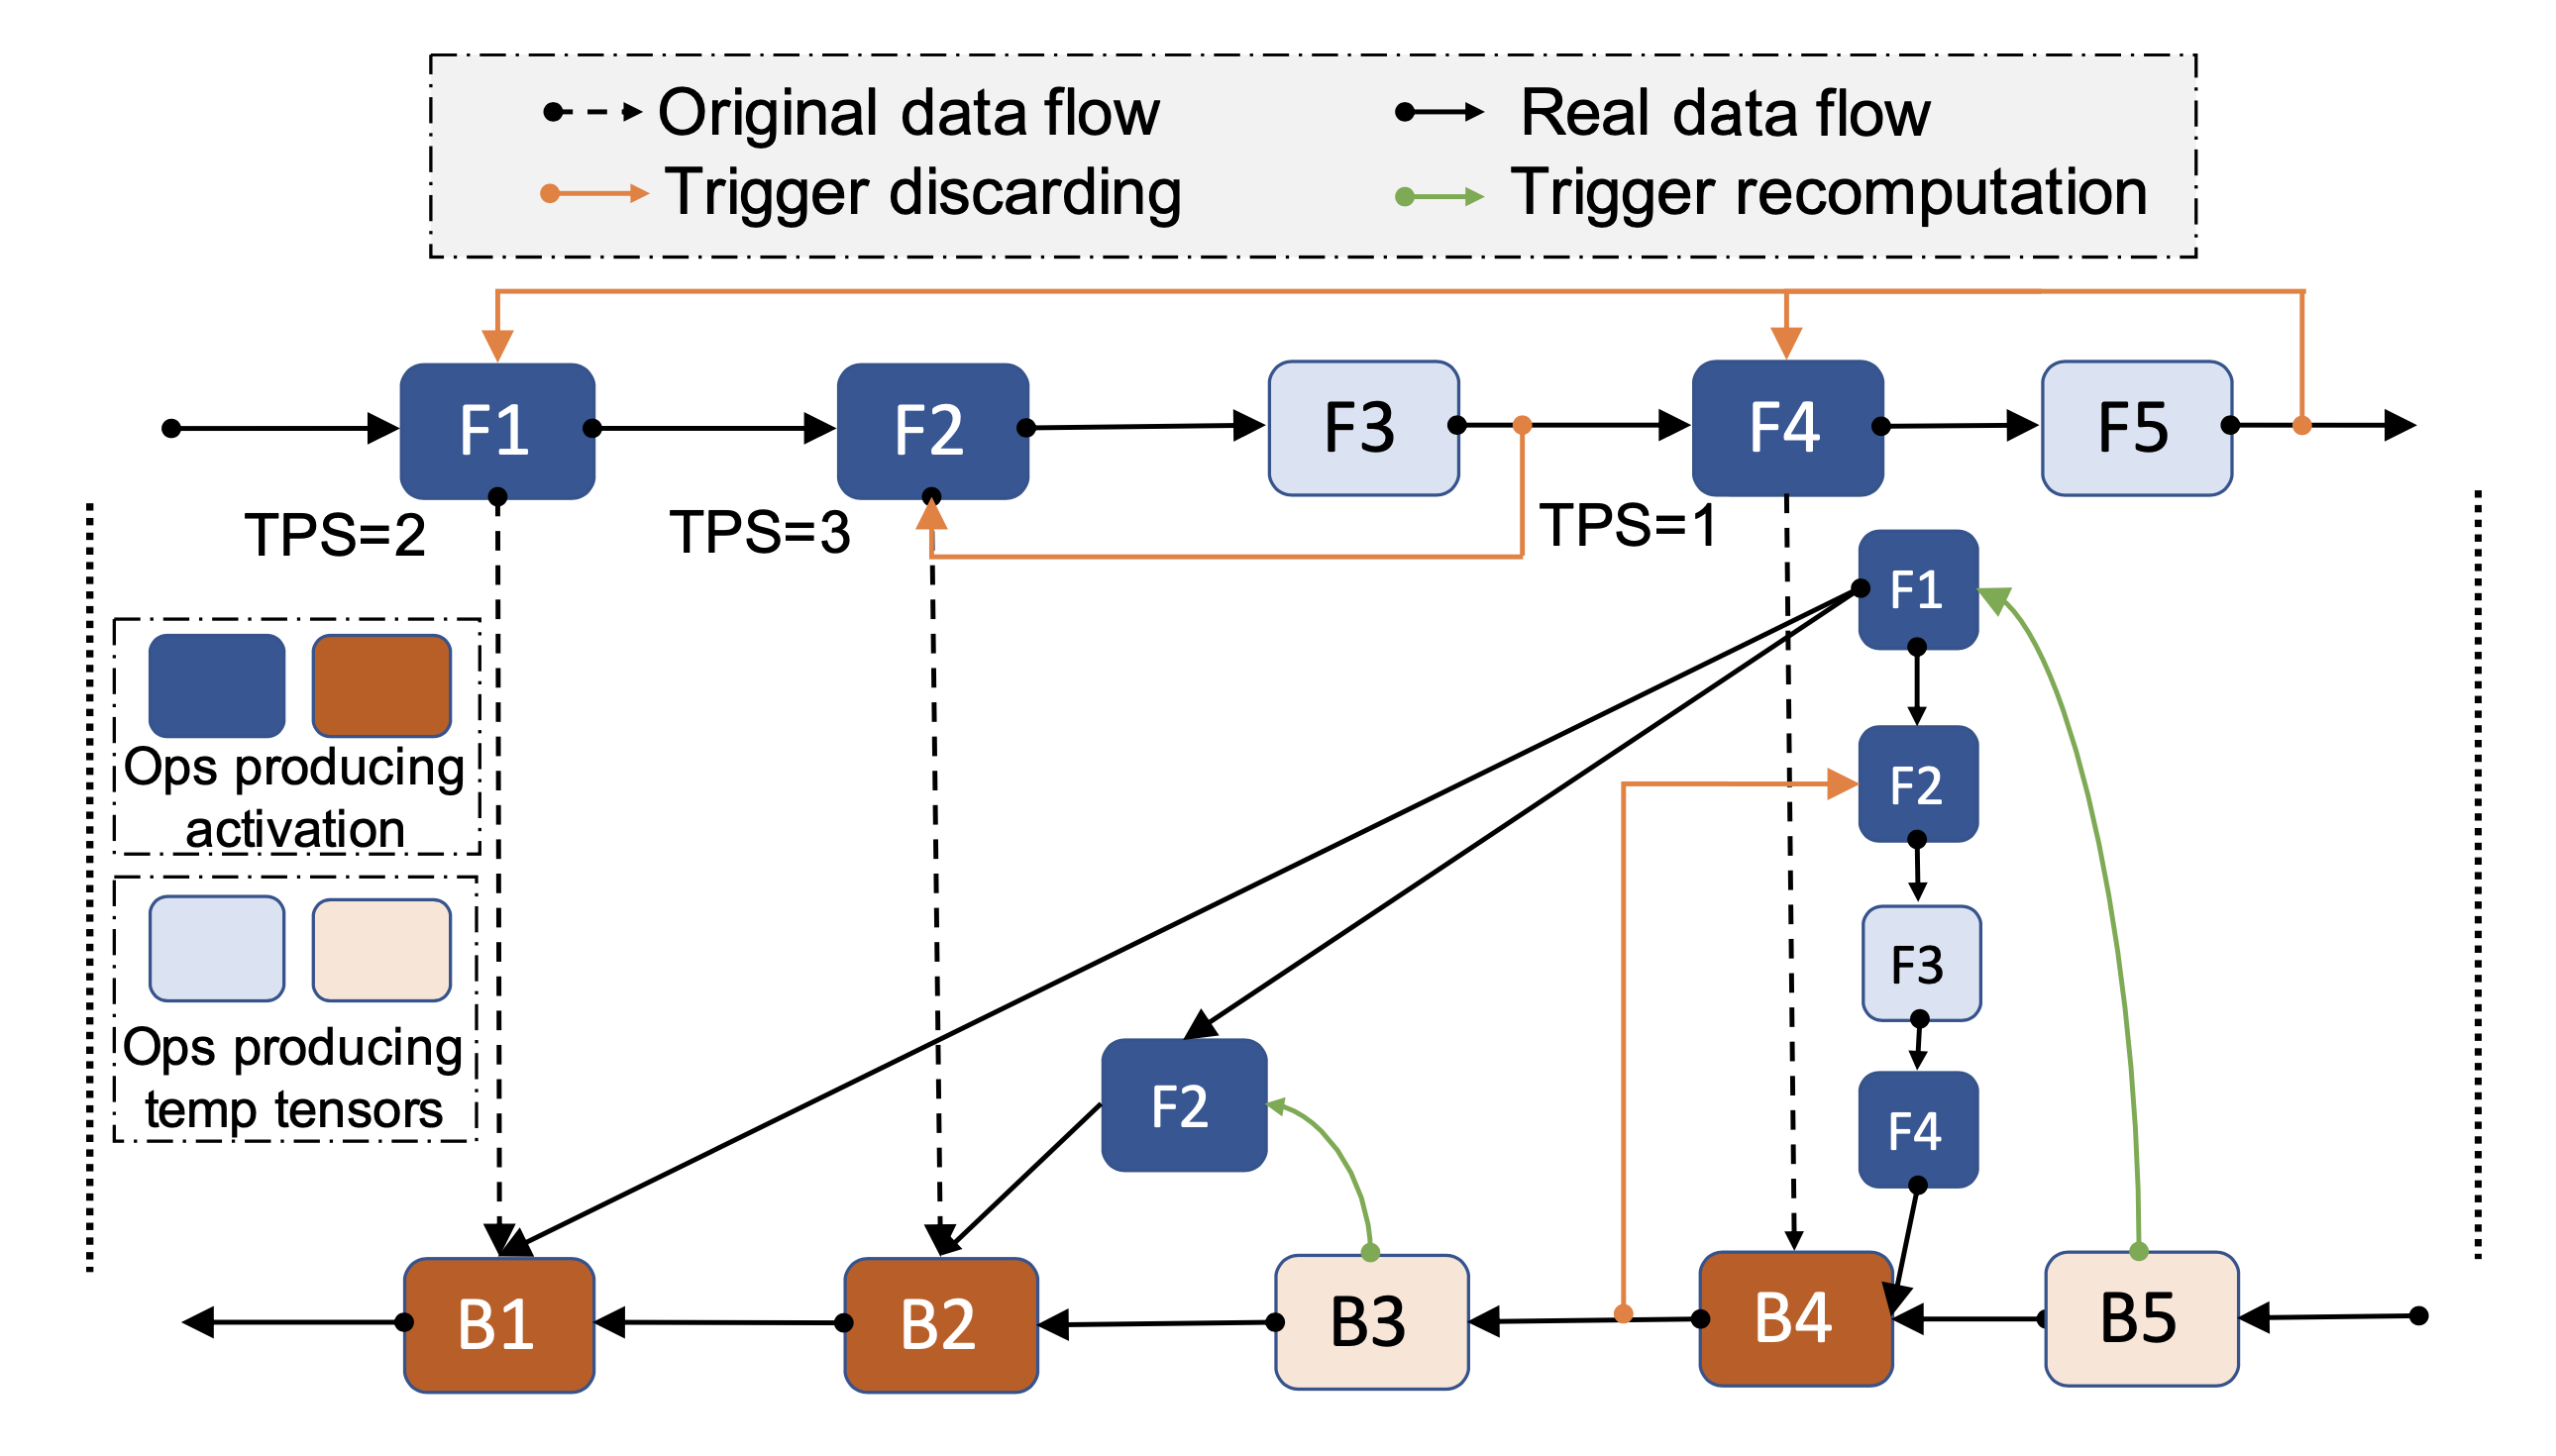 Original data flow
Real data flow
Trigger discarding
Trigger recomputation
F1
F2
F3
F4
F5
TPS=2
TPS=3
TPS=1
F1
Ops producing
activation
F2
F3
Ops producing
temp tensors
F2
F4
B1
B2
B3
B4
B5